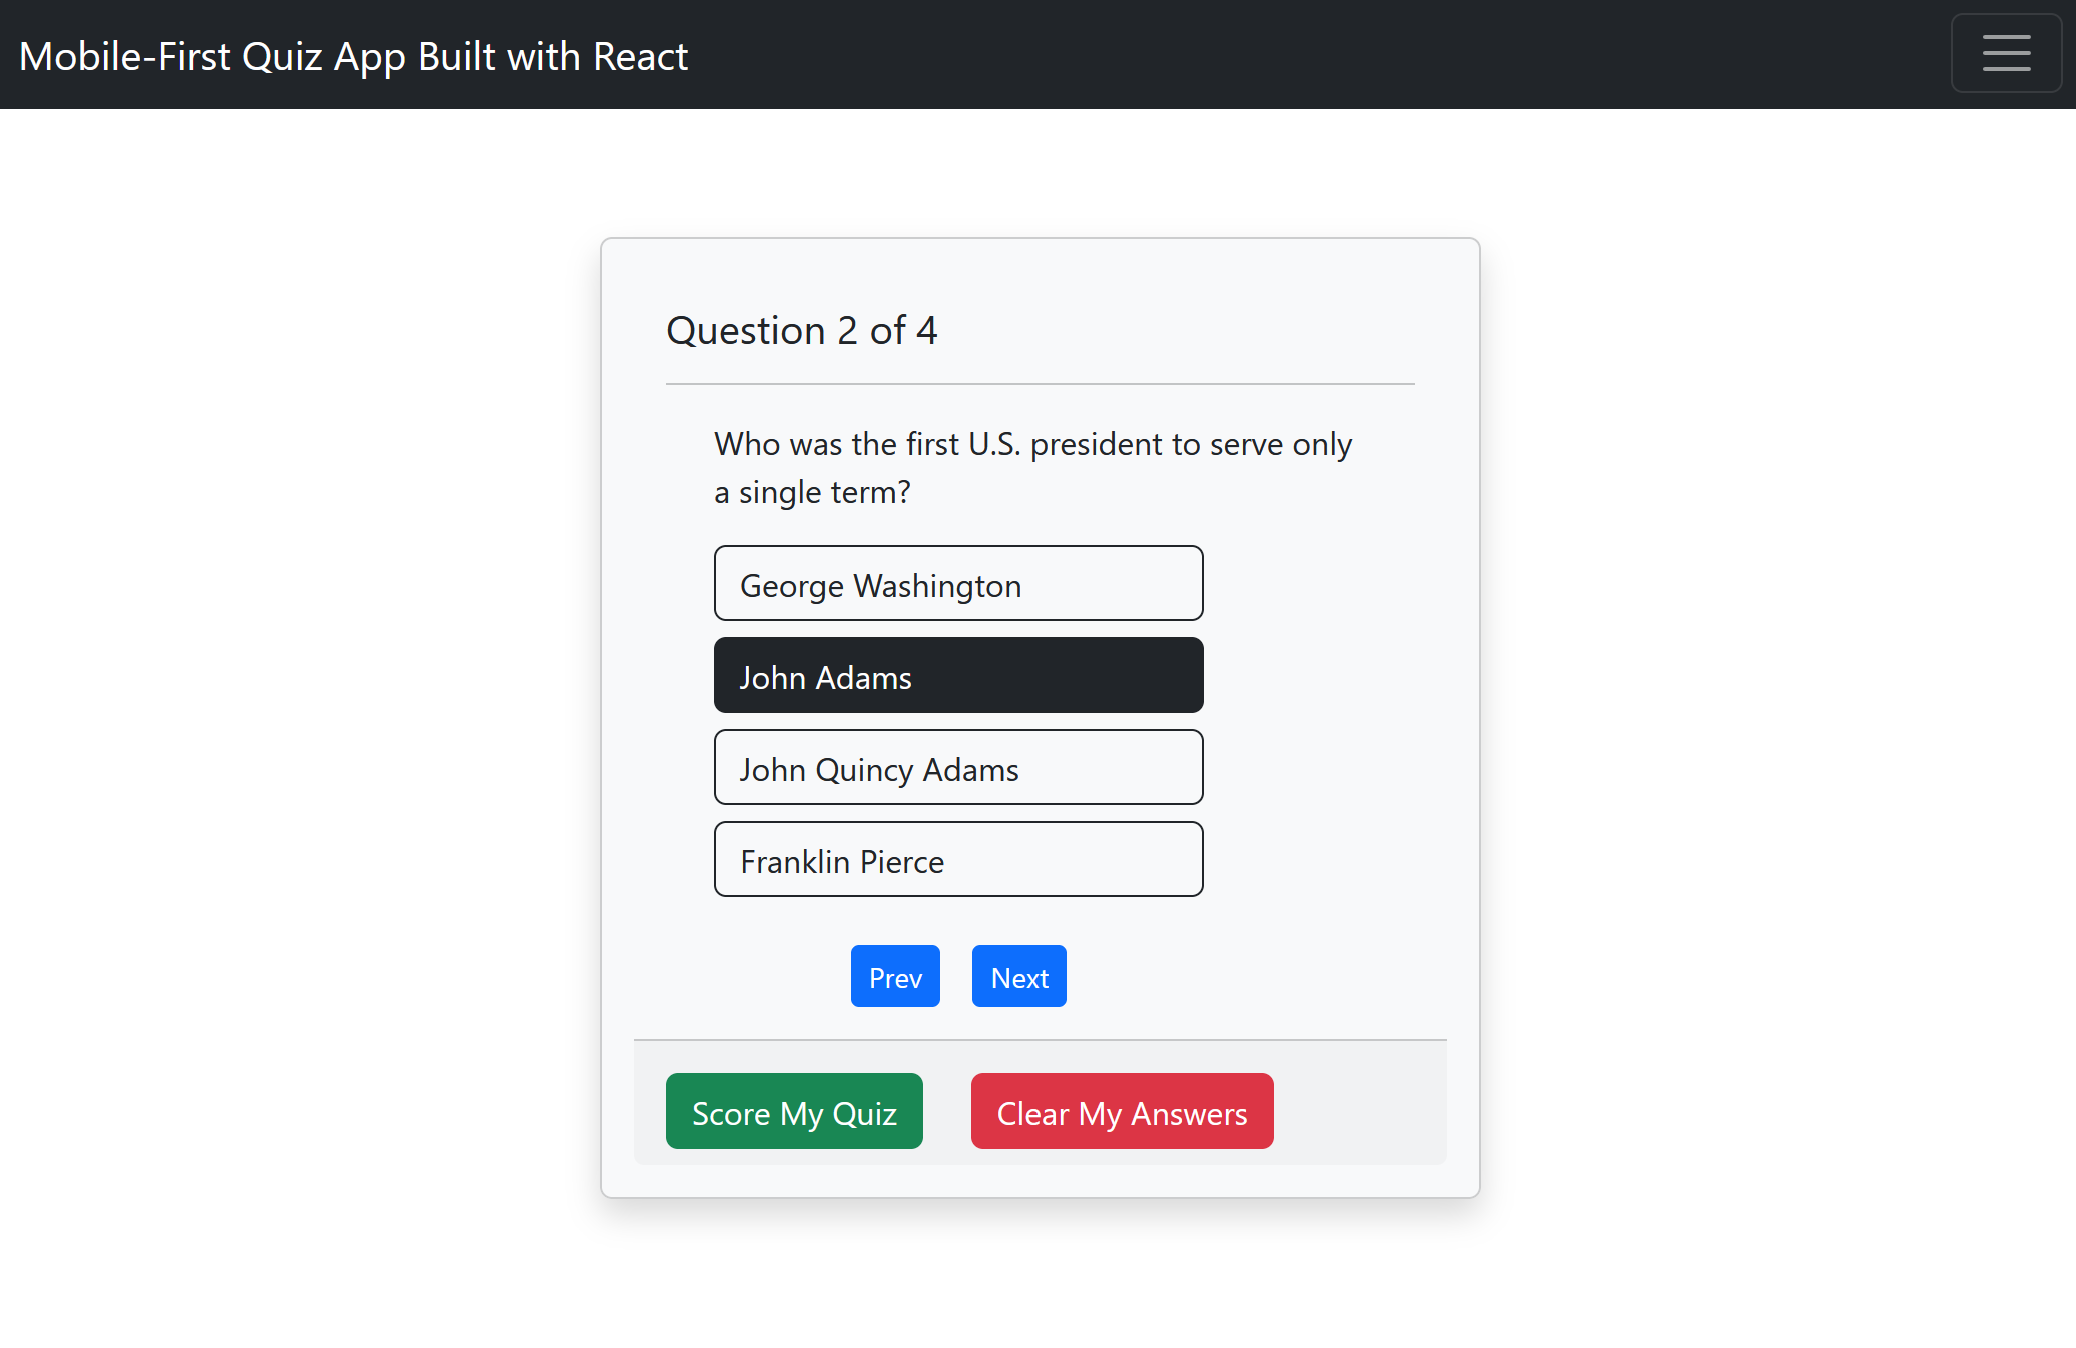 Mobile-First Quiz App Built with React
Question 2 of 4
Who was the first U.S. president to serve only
a single term?
George Washington
John Adams
John Quincy Adams
Franklin Pierce
Prev Next
Score My Quiz Clear My Answers